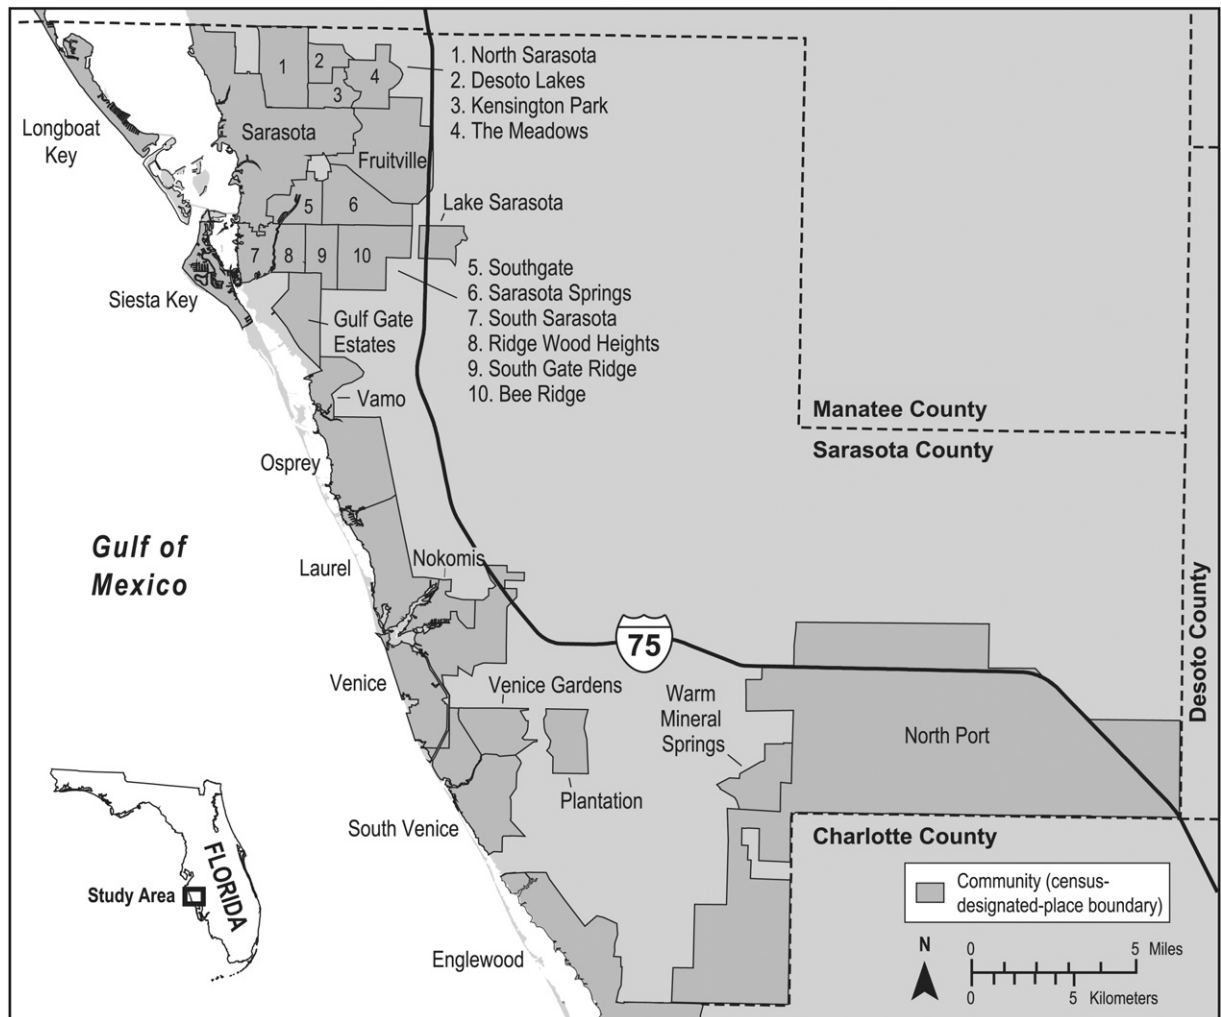 1. North Sarasota
2. Desoto Lakes
3. Kensington Park
4. The Meadows
1
2
3
4
Longboat
Key
Sarasota
Fruitville
5
6
Lake Sarasota
7
8
9
10
5. Southgate
6. Sarasota Springs
7. South Sarasota
8. Ridge Wood Heights
9. South Gate Ridge
10. Bee Ridge
Siesta Key
Gulf Gate
Estates
Vamo
Manatee County
Sarasota County
Osprey
Gulf of
Mexico
Laurel
Nokomis
75
Desoto County
Venice
Venice Gardens
Warm
Mineral
Springs
North Port
Plantation
South Venice
Charlotte County
FLORIDA
Study Area
Community (census-
designated-place boundary)
Englewood
N
0 5 Miles
0 5 Kilometers